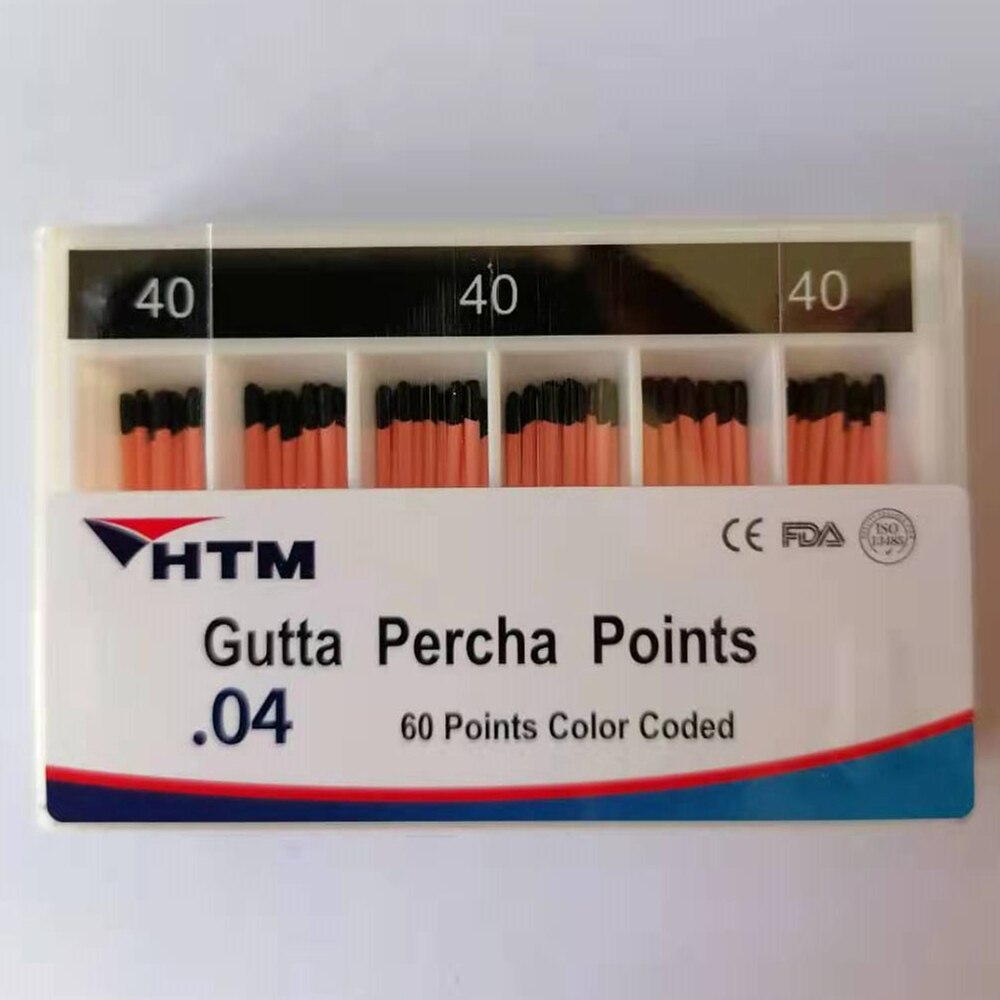 40 40 40
HTM
CE FDA ISO 13485
Gutta Percha Points
.04 60 Points Color Coded